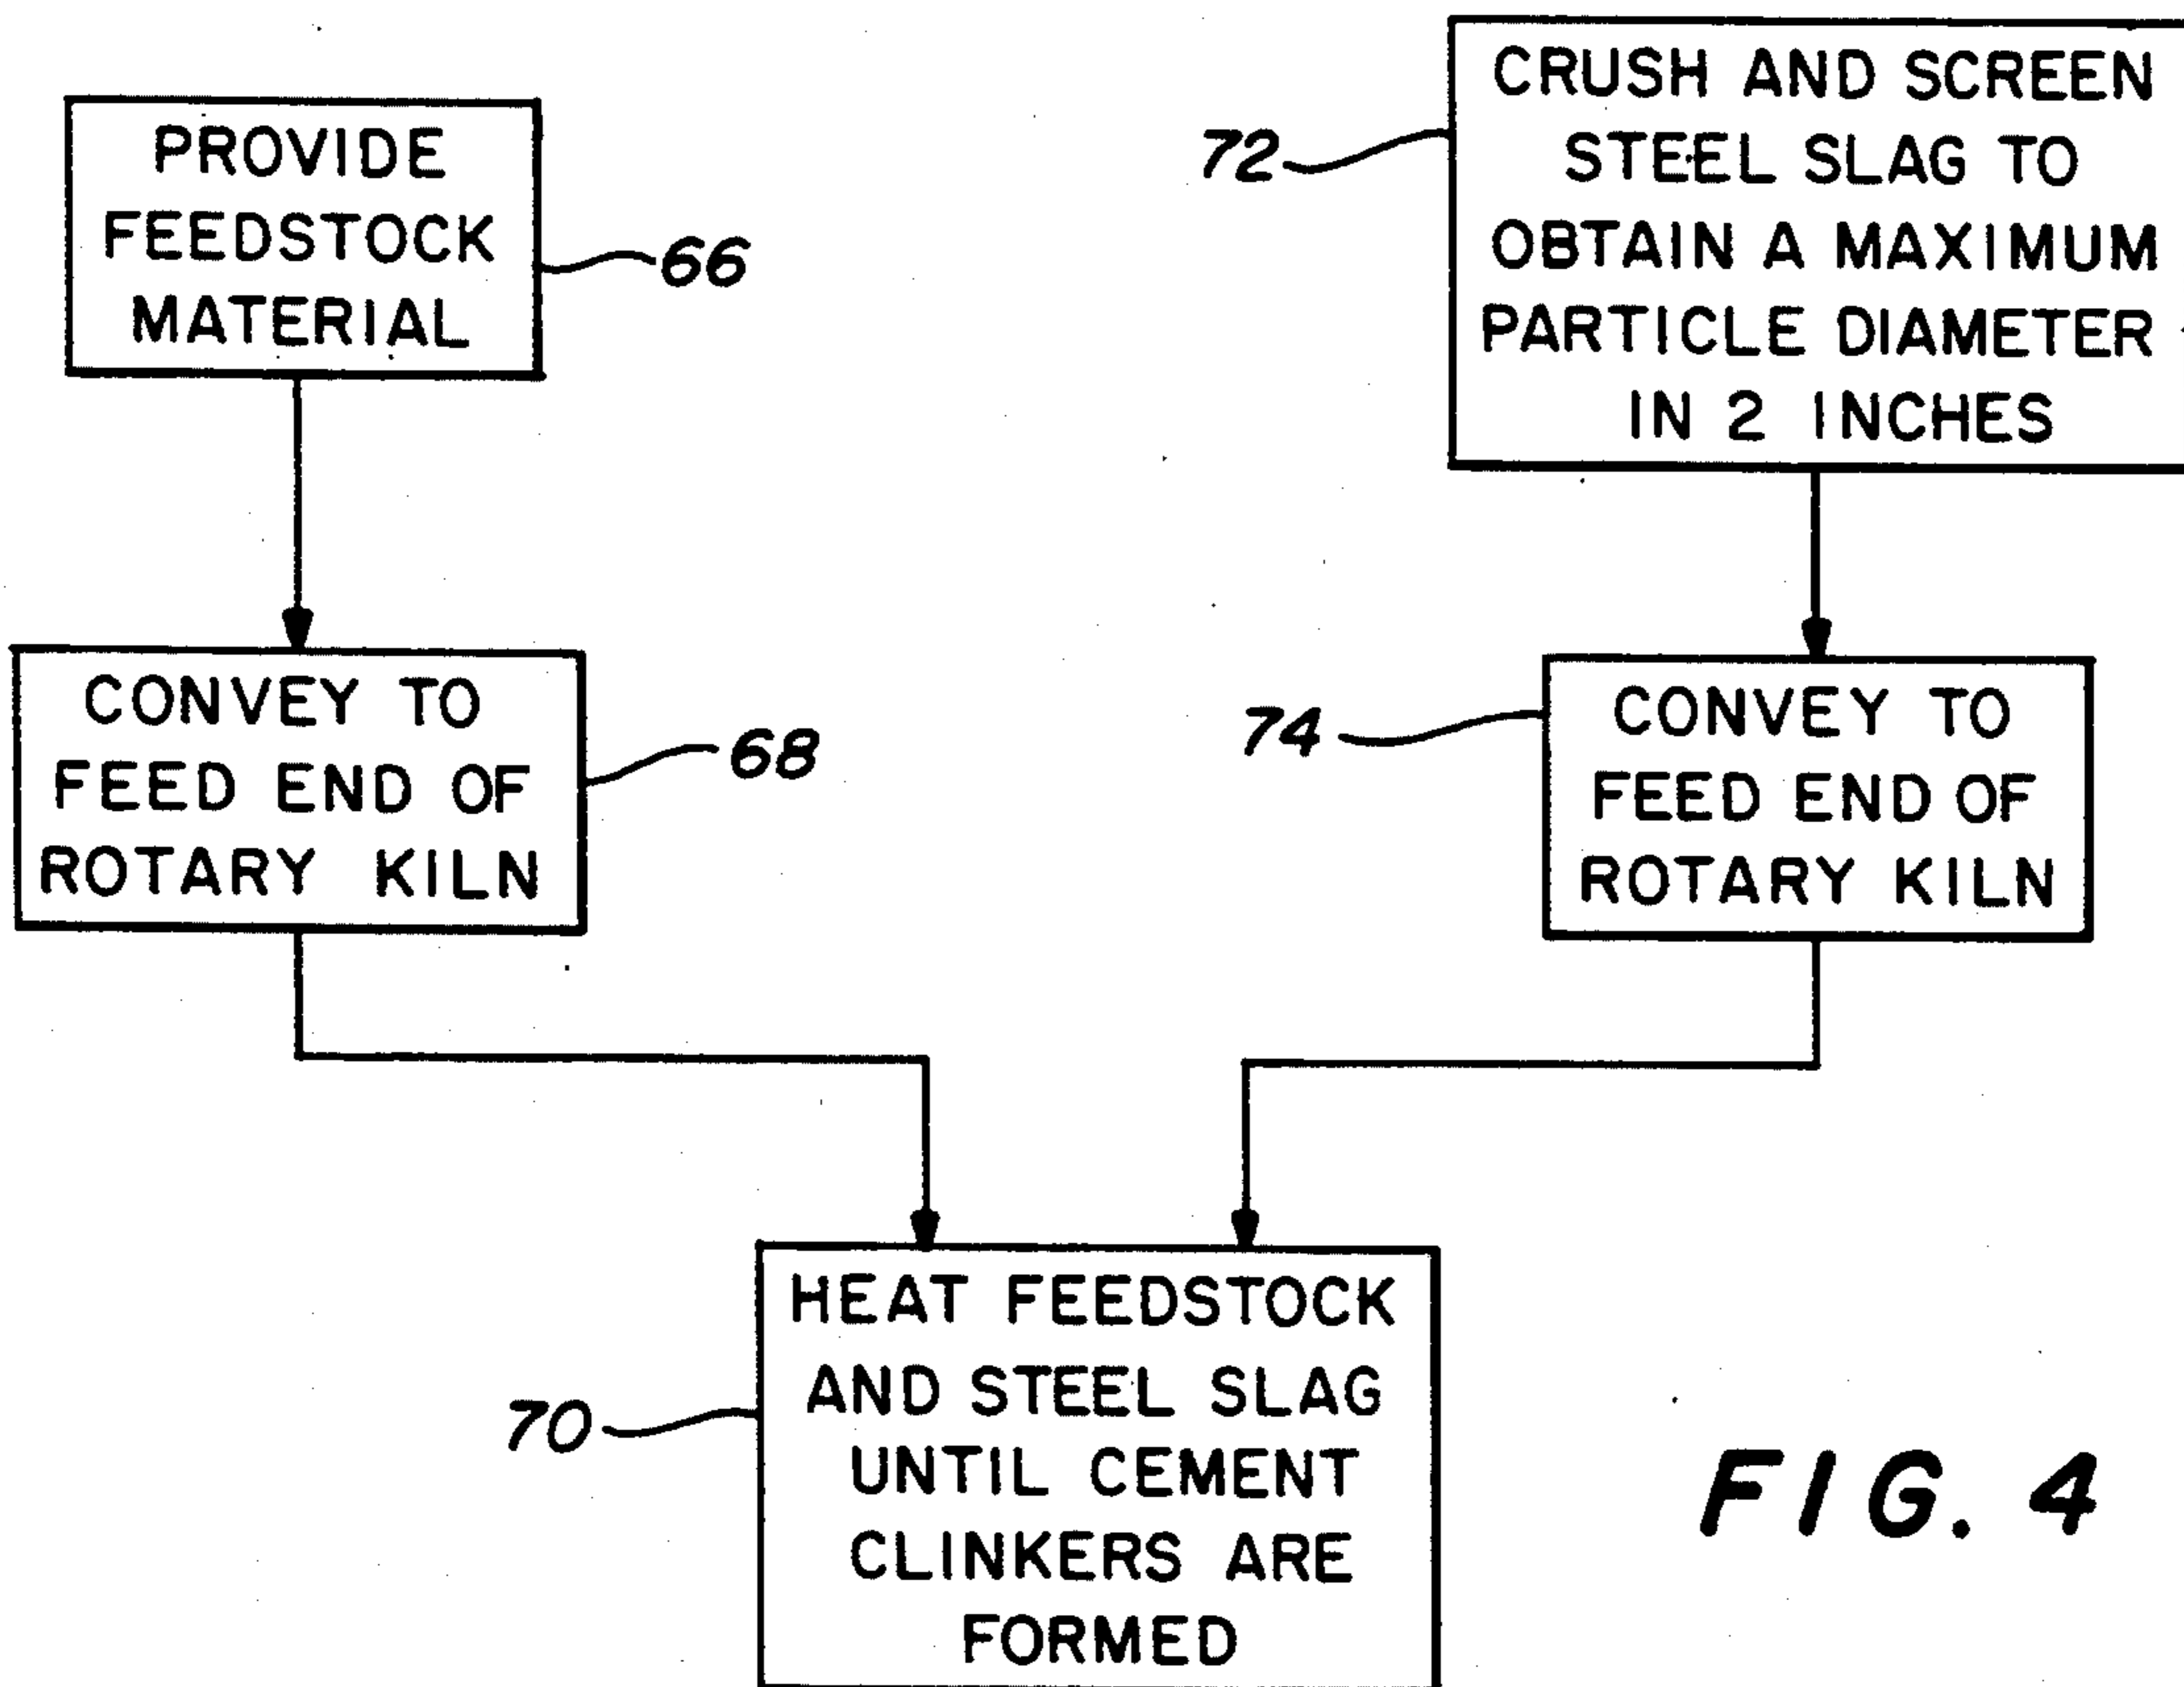 PROVIDE
FEEDSTOCK
MATERIAL
66
CONVEY TO
FEED END OF
ROTARY KILN
68
72
CRUSH AND SCREEN
STEEL SLAG TO
OBTAIN A MAXIMUM
PARTICLE DIAMETER
IN 2 INCHES
74
CONVEY TO
FEED END OF
ROTARY KILN
70
HEAT FEEDSTOCK
AND STEEL SLAG
UNTIL CEMENT
CLINKERS ARE
FORMED
FIG. 4